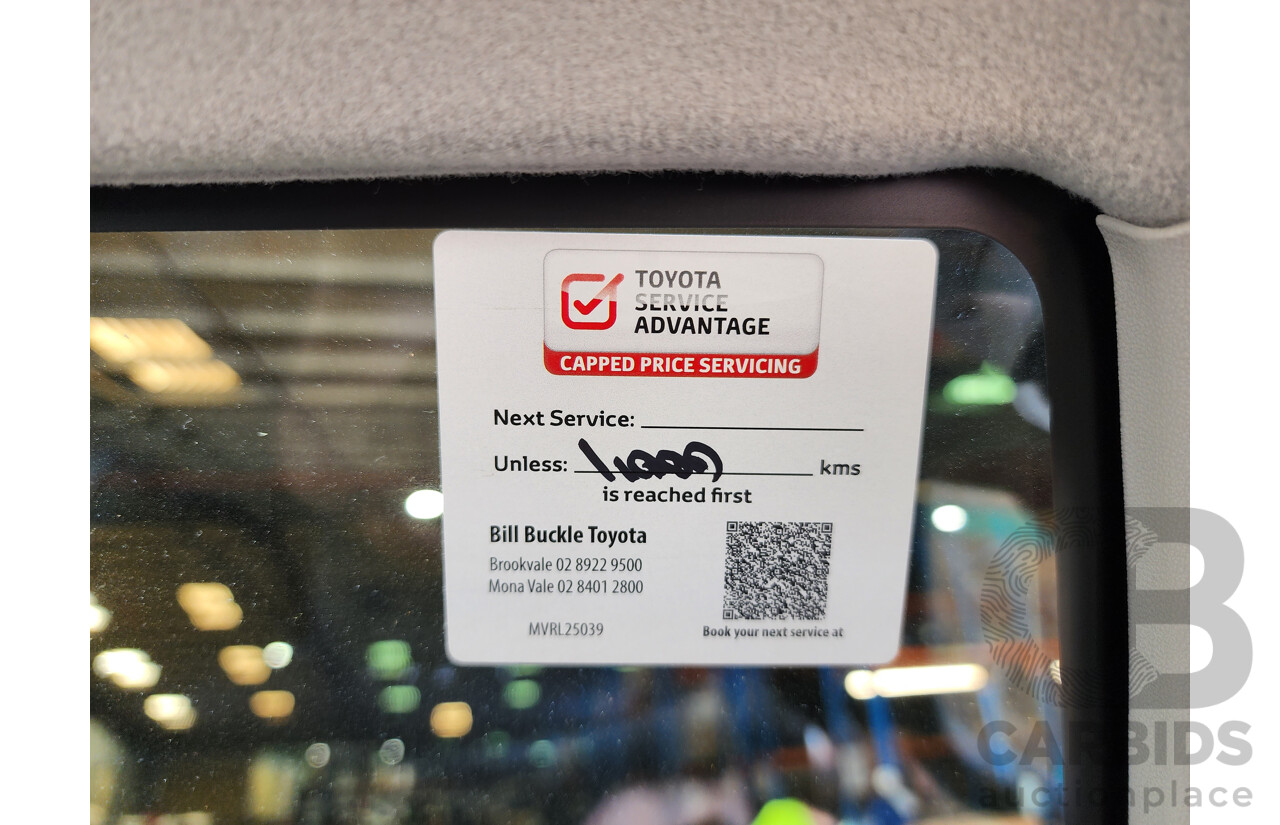 TOYOTA
SERVICE
ADVANTAGE
CAPPED PRICE SERVICING
Next Service:
Unless: kms
is reached first
Bill Buckle Toyota
Brookvale 02 8922 9500
Mona Vale 02 8401 2800
MVRL25039
Book your next service at
CB
CARBIDS
auctionplace